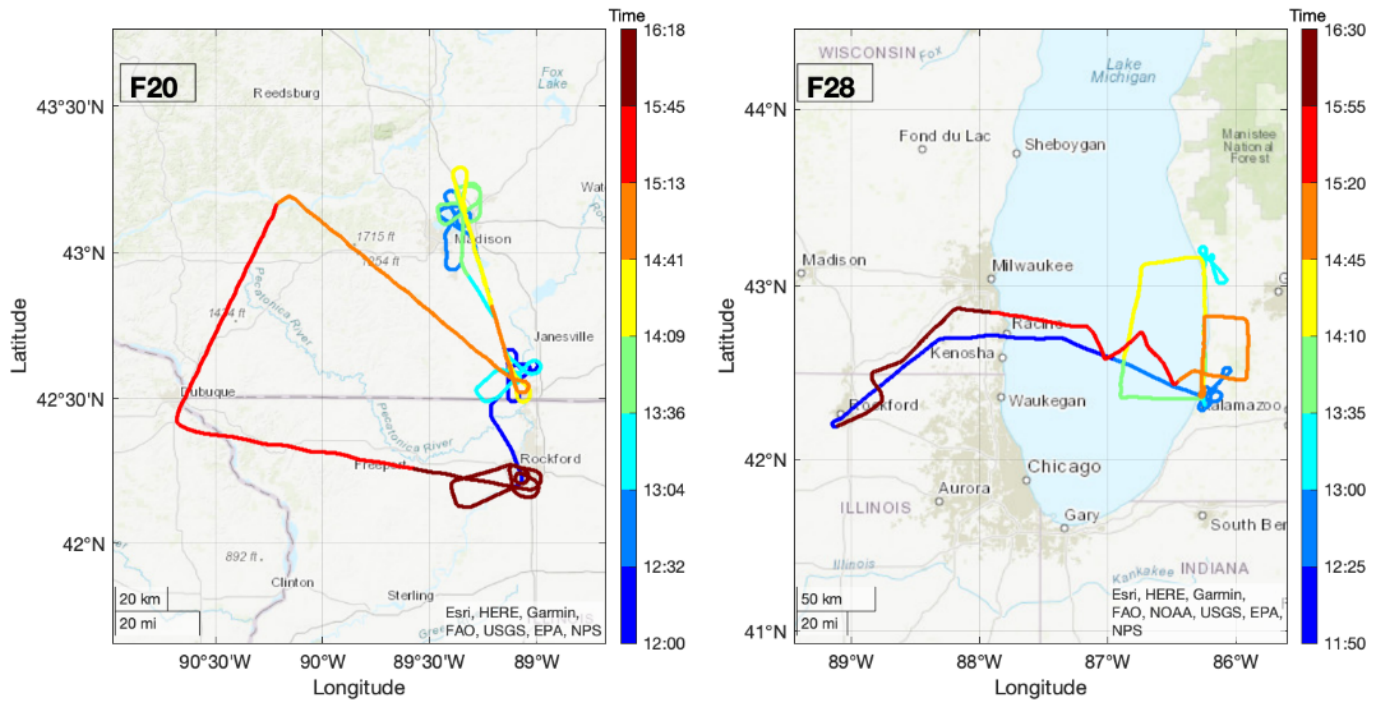 Time
F20
16:18
15:45
15:13
14:41
14:09
13:36
13:04
12:32
12:00
43°30'N
43°N
42°30'N
42°N
Latitude
90°30'W
90°W
89°30'W
89°W
Longitude
Reedsburg
Fox
Lake
1715 ft
Madison
1254 ft
Pecatonica River
1424 ft
Janesville
Dubuque
Pecatonica River
Freeport
Rockford
892 ft
Clinton
Sterling
20 km
20 mi
Esri, HERE, Garmin,
FAO, USGS, EPA, NPS
Time
F28
16:30
15:55
15:20
14:45
14:10
13:35
13:00
12:25
11:50
44°N
43°N
42°N
41°N
Latitude
89°W
88°W
87°W
86°W
Longitude
WISCONSIN
Fox
Lake
Michigan
Fond du Lac
Sheboygan
Manistee
National
Forest
Madison
Milwaukee
Racine
Kenosha
Rockford
Waukegan
Kalamazoo
Chicago
Aurora
ILLINOIS
Gary
South Ber
Illinois
Kankakee
INDIANA
50 km
20 mi
Esri, HERE, Garmin,
FAO, NOAA, USGS, EPA,
NPS